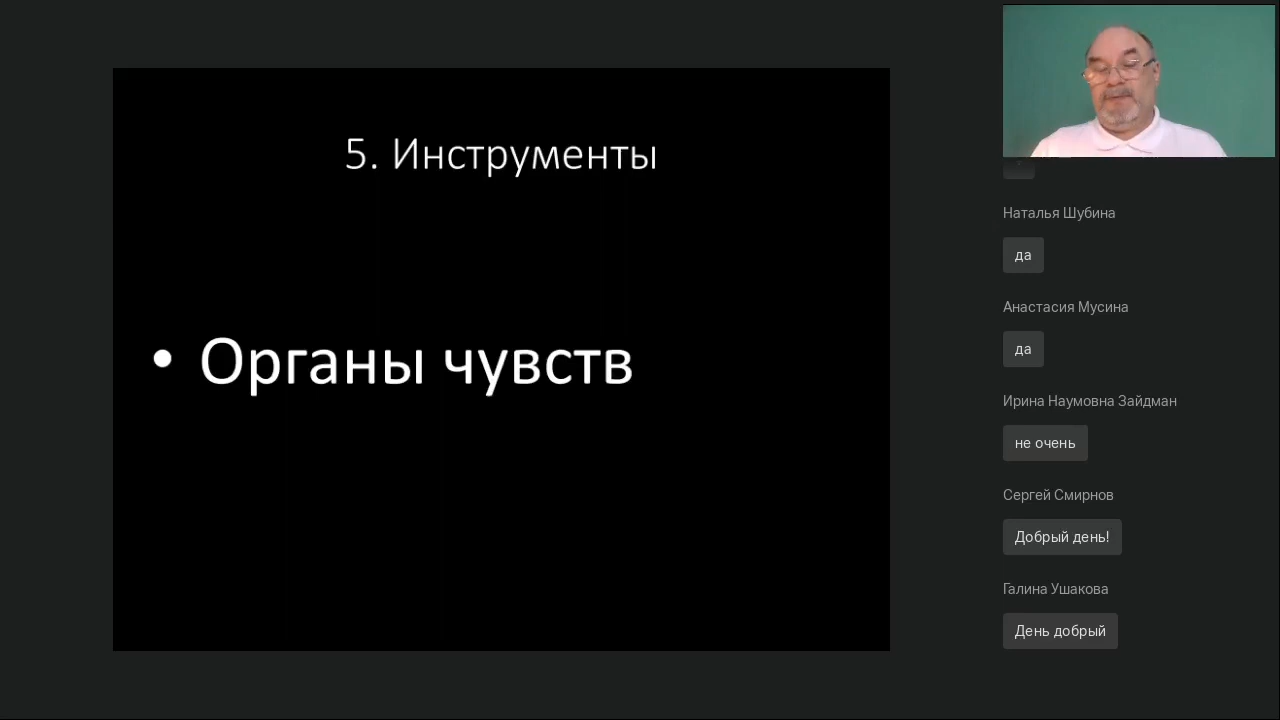 5. Инструменты
• Органы чувств
Наталья Шубина
да
Анастасия Мусина
да
Ирина Наумовна Зайдман
не очень
Сергей Смирнов
Добрый день!
Галина Ушакова
День добрый